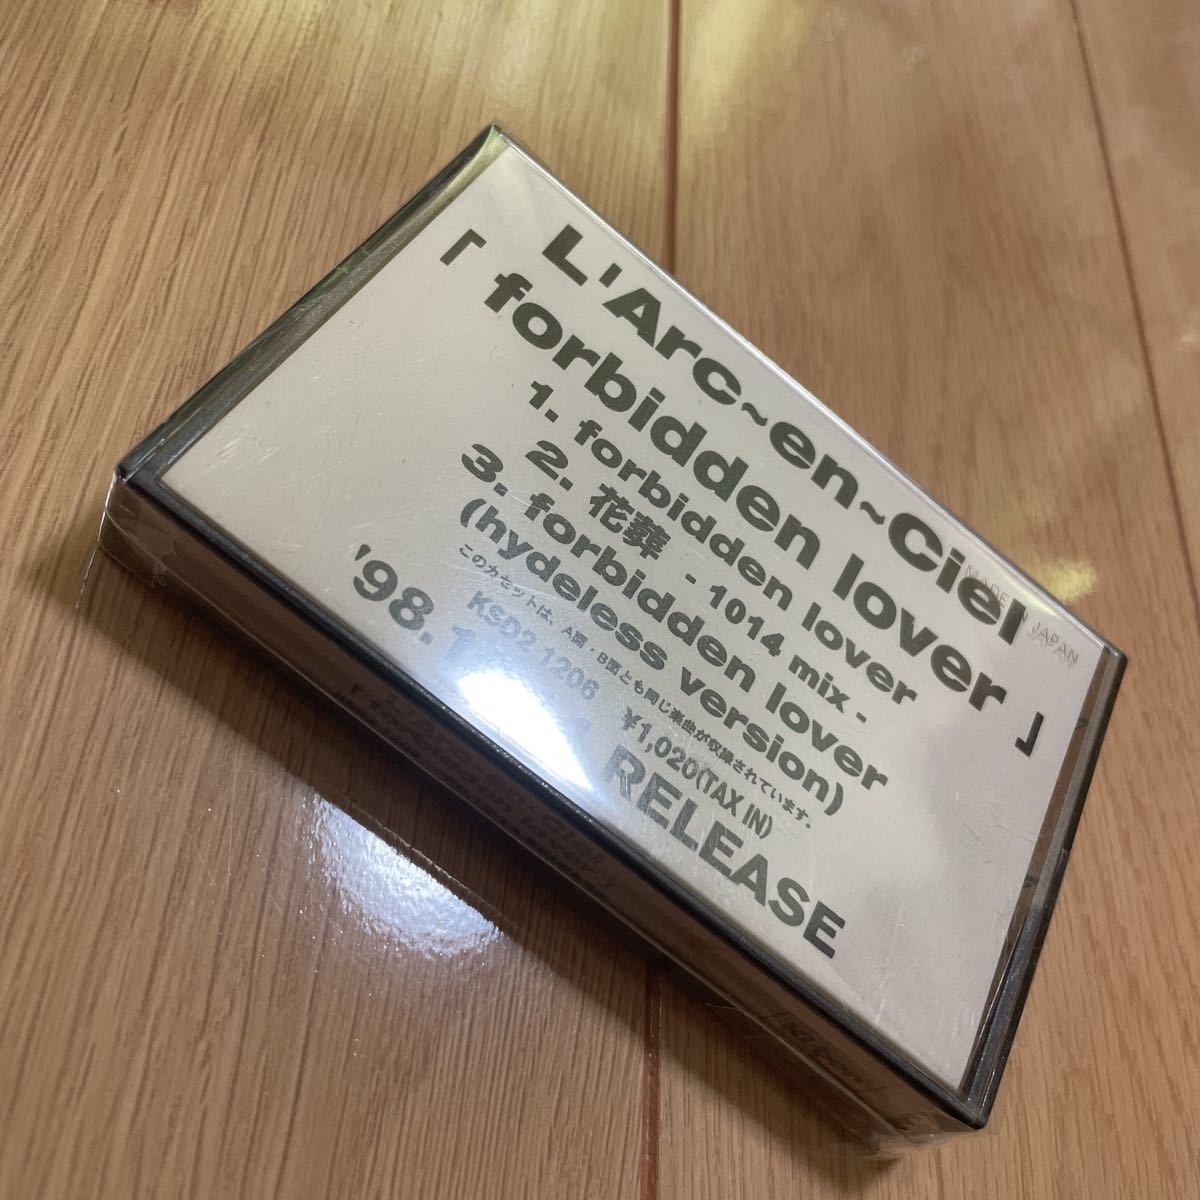 L'Arc~en~Ciel
「 forbidden lover 」
1. forbidden lover
2. 花葬 - 1014 mix -
3. forbidden lover
(hydeless version)
このカセットは、A面・B面とも同じ楽曲が収録されています。
KSD2 1206 ¥1,020(TAX IN)
'98. RELEASE
MADE IN JAPAN